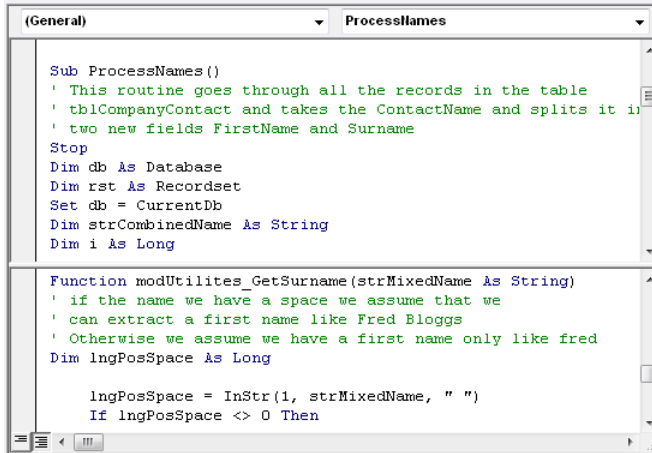 (General) ProcessNames
Sub ProcessNames()
' This routine goes through all the records in the table
' tblCompanyContact and takes the ContactName and splits it
' two new fields FirstName and Surname
Stop
Dim db As Database
Dim rst As Recordset
Set db = CurrentDb
Dim strCombinedName As String
Dim i As Long
Function modUtilites_GetSurname(strMixedName As String)
' if the name we have a space we assume that we
' can extract a first name like Fred Bloggs
' Otherwise we assume we have a first name only like fred
Dim lngPosSpace As Long
lngPosSpace = InStr(1, strMixedName, " ")
If lngPosSpace <> 0 Then